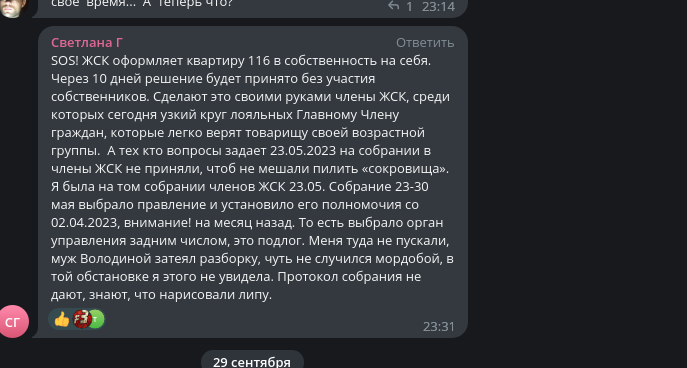 свое время... А теперь что?
1 23:14
Светлана Г
Ответить
SOS! ЖСК оформляет квартиру 116 в собственность на себя.
Через 10 дней решение будет принято без участия
собственников. Сделают это своими руками члены ЖСК, среди
которых сегодня узкий круг лояльных Главному Члену
граждан, которые легко верят товарищу своей возрастной
группы. А тех кто вопросы задает 23.05.2023 на собрании в
члены ЖСК не приняли, чтоб не мешали пилить «сокровища».
Я была на том собрании членов ЖСК 23.05. Собрание 23-30
мая выбрало правление и установило его полномочия со
02.04.2023, внимание! на месяц назад. То есть выбрало орган
управления задним числом, это подлог. Меня туда не пускали,
муж Володиной затеял разборку, чуть не случился мордобой, в
той обстановке я этого не увидела. Протокол собрания не
дают, знают, что нарисовали липу.
СГ
23:31
29 сентября